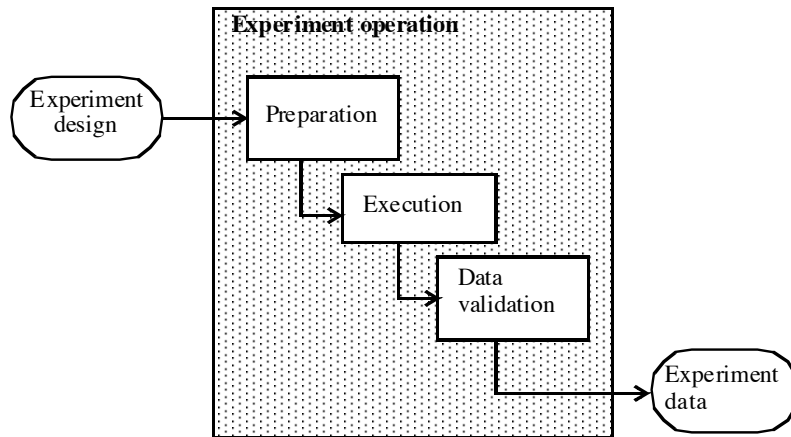 Experiment operation
Experiment
design
Preparation
Execution
Data
validation
Experiment
data